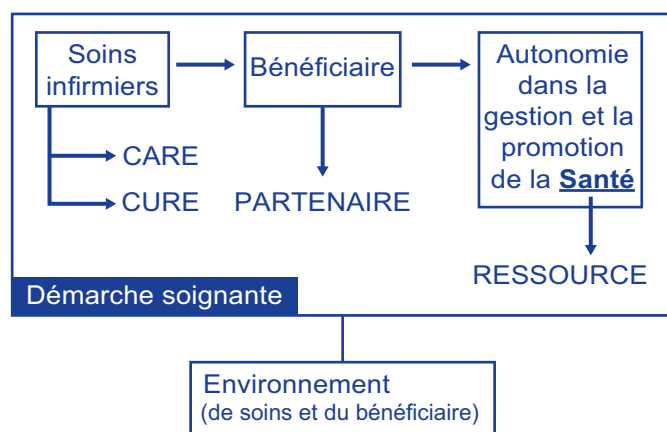 Soins
infirmiers
Bénéficiaire
Autonomie
dans la
gestion et la
promotion
de la Santé
CARE
CURE
PARTENAIRE
RESSOURCE
Démarche soignante
Environnement
(de soins et du bénéficiaire)